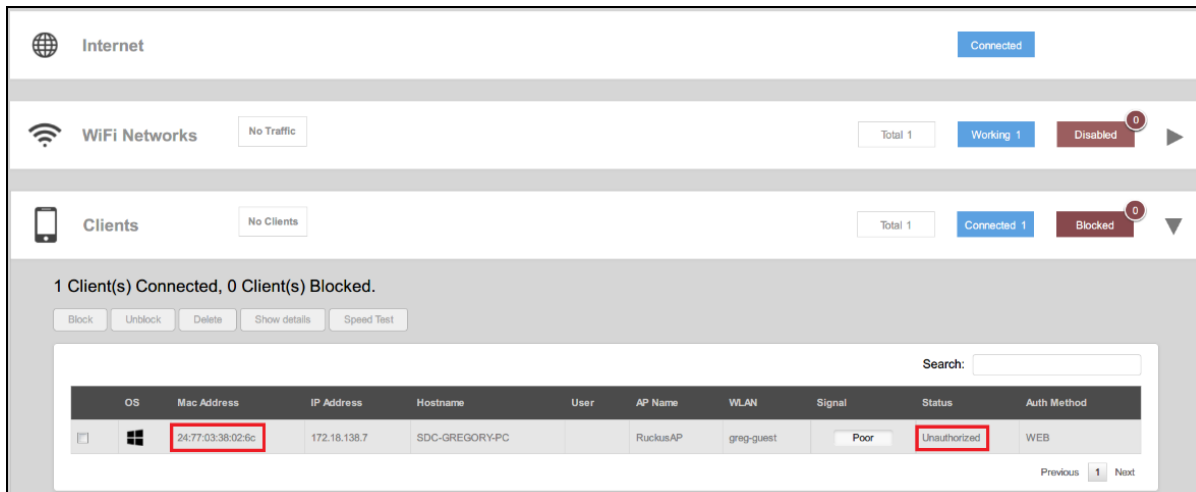 Internet
Connected
WiFi Networks
No Traffic
Total 1
Working 1
Disabled
0
Clients
No Clients
Total 1
Connected 1
Blocked
0
1 Client(s) Connected, 0 Client(s) Blocked.
Block Unblock Delete Show details Speed Test
Search:
OS Mac Address IP Address Hostname User AP Name WLAN Signal Status Auth Method
24:77:03:38:02:6c 172.18.138.7 SDC-GREGORY-PC RuckusAP greg-guest Poor Unauthorized WEB
Previous 1 Next